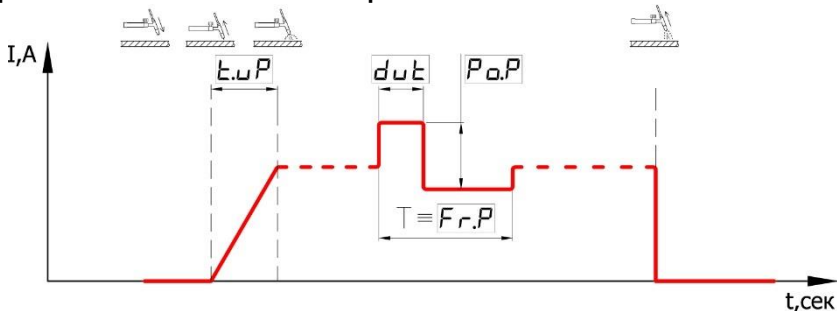 I,A
t.uP
dut
Po.P
T ≡ Fr.P
t,сек